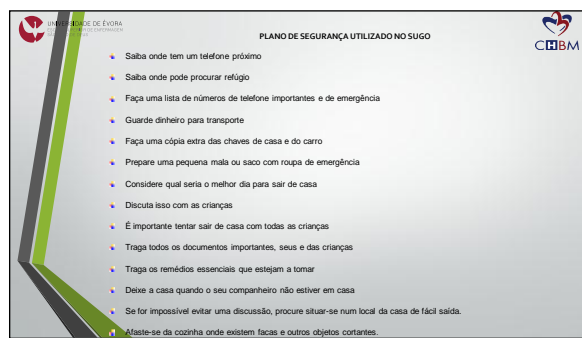 UNIVERSIDADE DE ÉVORA
ESCOLA SUPERIOR DE ENFERMAGEM
PLANO DE SEGURANÇA UTILIZADO NO SUGO
CHBM
Saiba onde tem um telefone próximo
Saiba onde pode procurar refúgio
Faça uma lista de números de telefone importantes e de emergência
Guarde dinheiro para transporte
Faça uma cópia extra das chaves de casa e do carro
Prepare uma pequena mala ou saco com roupa de emergência
Considere qual seria o melhor dia para sair de casa
Discuta isso com as crianças
É importante tentar sair de casa com todas as crianças
Traga todos os documentos importantes, seus e das crianças
Traga os remédios essenciais que estejam a tomar
Deixe a casa quando o seu companheiro não estiver em casa
Se for impossível evitar uma discussão, procure situar-se num local da casa de fácil saída.
Afaste-se da cozinha onde existem facas e outros objetos cortantes.